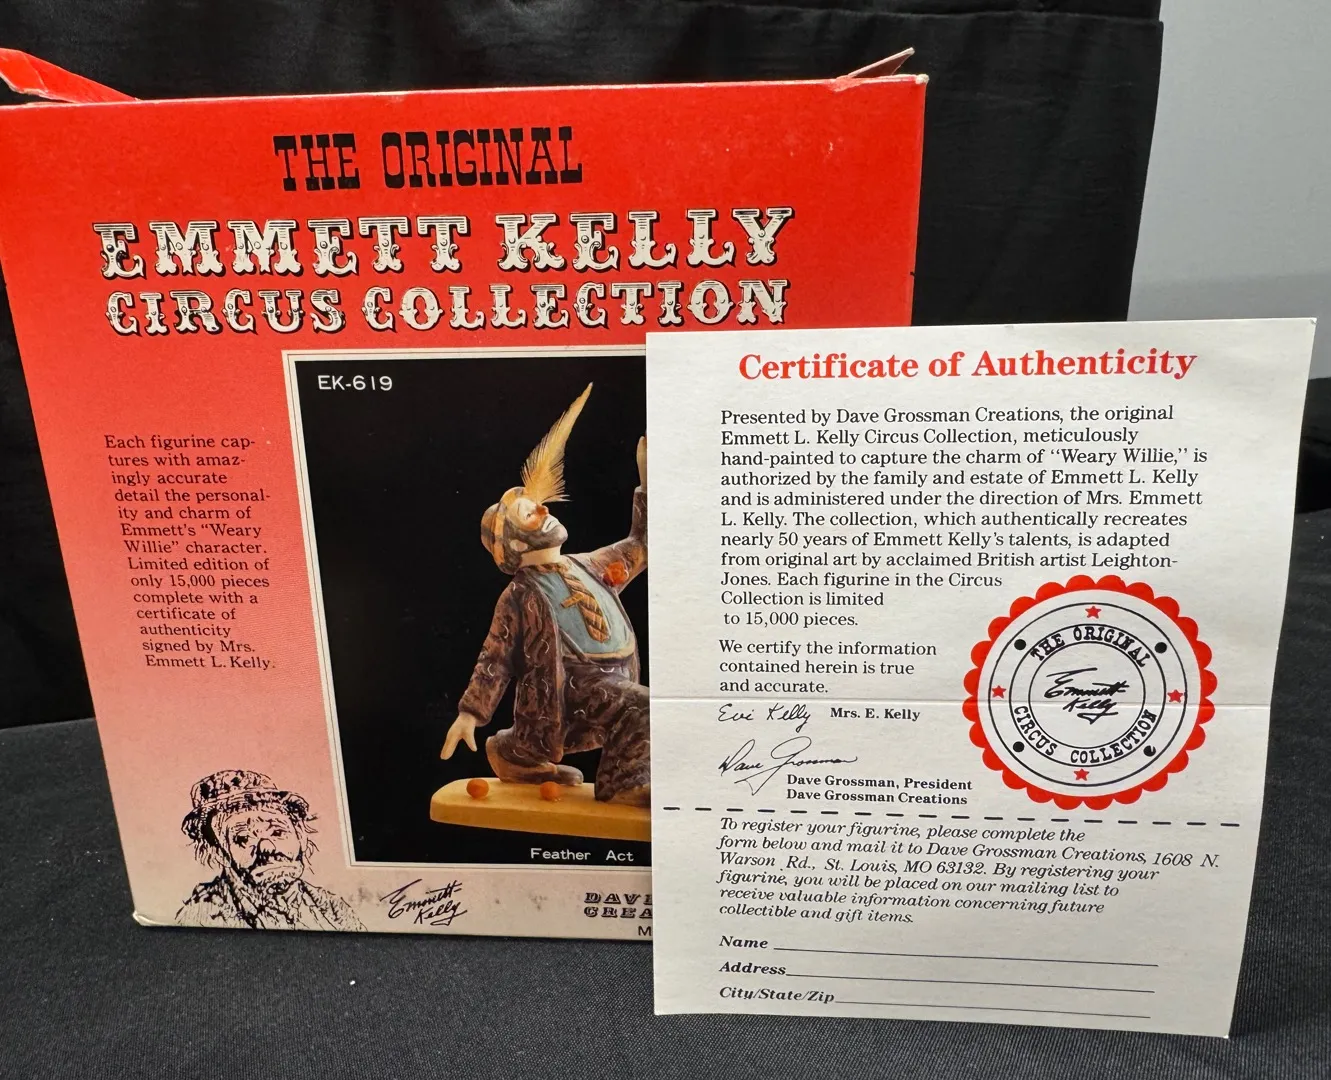 THE ORIGINAL
EMMETT KELLY
CIRCUS COLLECTION
EK-619
Each figurine cap-
tures with amaz-
ingly accurate
detail the personal-
ity and charm of
Emmett's "Weary
Willie" character.
Limited edition of
only 15,000 pieces
complete with a
certificate of
authenticity
signed by Mrs.
Emmett L. Kelly.
Feather Act
Emmett
Kelly
DAVE
CREA
M
Certificate of Authenticity
Presented by Dave Grossman Creations, the original
Emmett L. Kelly Circus Collection, meticulously
hand-painted to capture the charm of "Weary Willie," is
authorized by the family and estate of Emmett L. Kelly
and is administered under the direction of Mrs. Emmett
L. Kelly. The collection, which authentically recreates
nearly 50 years of Emmett Kelly's talents, is adapted
from original art by acclaimed British artist Leighton-
Jones. Each figurine in the Circus
Collection is limited
to 15,000 pieces.
We certify the information
contained herein is true
and accurate.
Evi Kelly Mrs. E. Kelly
Dave Grossman
Dave Grossman, President
Dave Grossman Creations
THE ORIGINAL
Emmett
Kelly
CIRCUS COLLECTION
To register your figurine, please complete the
form below and mail it to Dave Grossman Creations, 1608 N.
Warson Rd., St. Louis, MO 63132. By registering your
figurine, you will be placed on our mailing list to
receive valuable information concerning future
collectible and gift items.
Name
Address
City/State/Zip